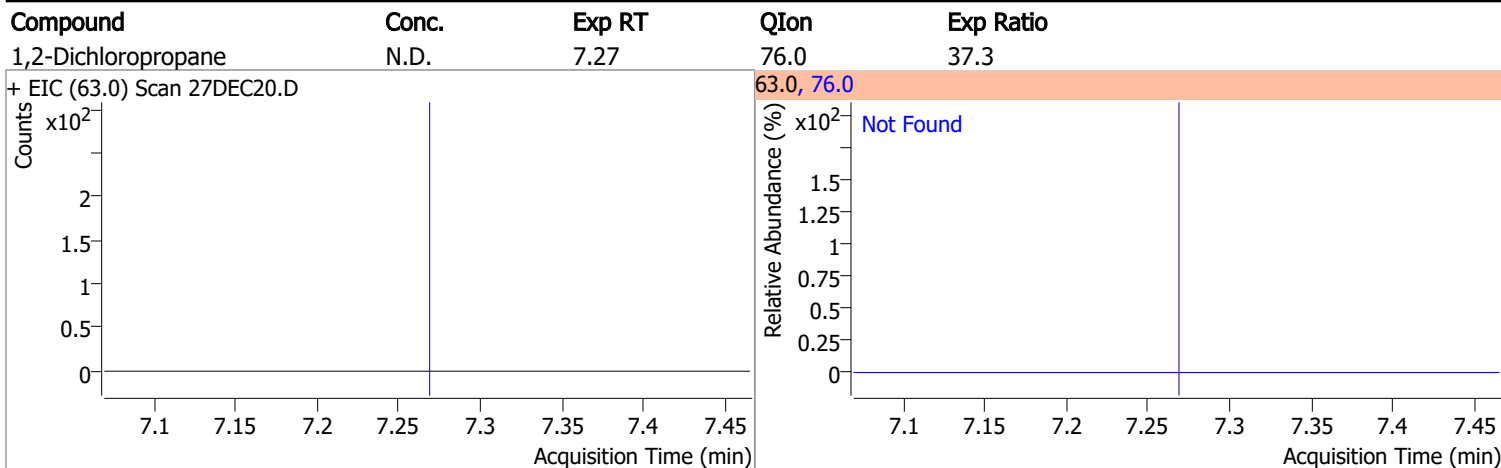 Compound Conc. Exp RT QIon Exp Ratio
1,2-Dichloropropane N.D. 7.27 76.0 37.3
+ EIC (63.0) Scan 27DEC20.D
Counts
x10²
2
1.5
1
0.5
0
7.1 7.15 7.2 7.25 7.3 7.35 7.4 7.45
Acquisition Time (min)
63.0, 76.0
Relative Abundance (%)
x10²
Not Found
1.5
1.25
1
0.75
0.5
0.25
0
7.1 7.15 7.2 7.25 7.3 7.35 7.4 7.45
Acquisition Time (min)